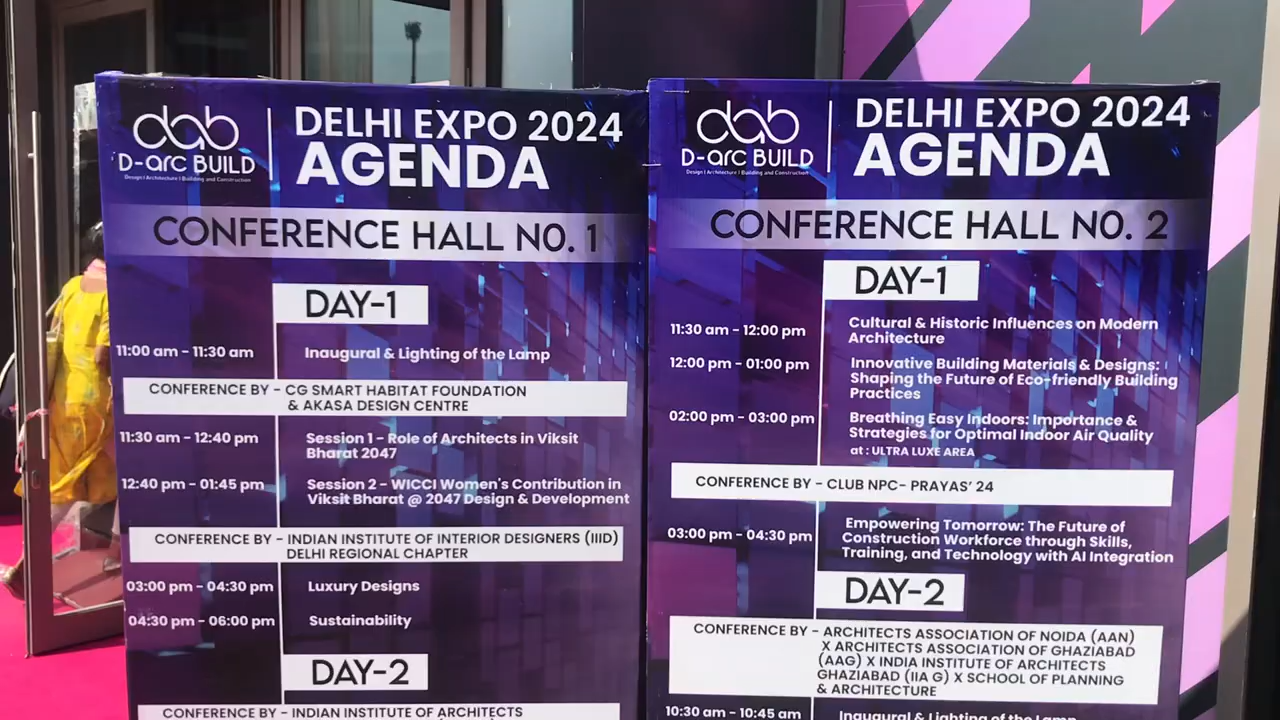 dab
D-arc BUILD
Design | Architecture | Building and Construction
DELHI EXPO 2024
AGENDA
CONFERENCE HALL NO. 1
DAY-1
11:00 am - 11:30 am
Inaugural & Lighting of the Lamp
CONFERENCE BY - CG SMART HABITAT FOUNDATION
& AKASA DESIGN CENTRE
11:30 am - 12:40 pm
Session 1 - Role of Architects in Viksit
Bharat 2047
12:40 pm - 01:45 pm
Session 2 - WICCI Women's Contribution in
Viksit Bharat @ 2047 Design & Development
CONFERENCE BY - INDIAN INSTITUTE OF INTERIOR DESIGNERS (IIID)
DELHI REGIONAL CHAPTER
03:00 pm - 04:30 pm
Luxury Designs
04:30 pm - 06:00 pm
Sustainability
DAY-2
CONFERENCE BY - INDIAN INSTITUTE OF ARCHITECTS
dab
D-arc BUILD
Design | Architecture | Building and Construction
DELHI EXPO 2024
AGENDA
CONFERENCE HALL NO. 2
DAY-1
11:30 am - 12:00 pm
Cultural & Historic Influences on Modern
Architecture
12:00 pm - 01:00 pm
Innovative Building Materials & Designs:
Shaping the Future of Eco-friendly Building
Practices
02:00 pm - 03:00 pm
Breathing Easy Indoors: Importance &
Strategies for Optimal Indoor Air Quality
at : ULTRA LUXE AREA
CONFERENCE BY - CLUB NPC- PRAYAS' 24
03:00 pm - 04:30 pm
Empowering Tomorrow: The Future of
Construction Workforce through Skills,
Training, and Technology with AI Integration
DAY-2
CONFERENCE BY - ARCHITECTS ASSOCIATION OF NOIDA (AAN)
X ARCHITECTS ASSOCIATION OF GHAZIABAD
(AAG) X INDIA INSTITUTE OF ARCHITECTS
GHAZIABAD (IIA G) X SCHOOL OF PLANNING
& ARCHITECTURE
10:30 am - 10:45 am
Inaugural & Lighting of the Lamp